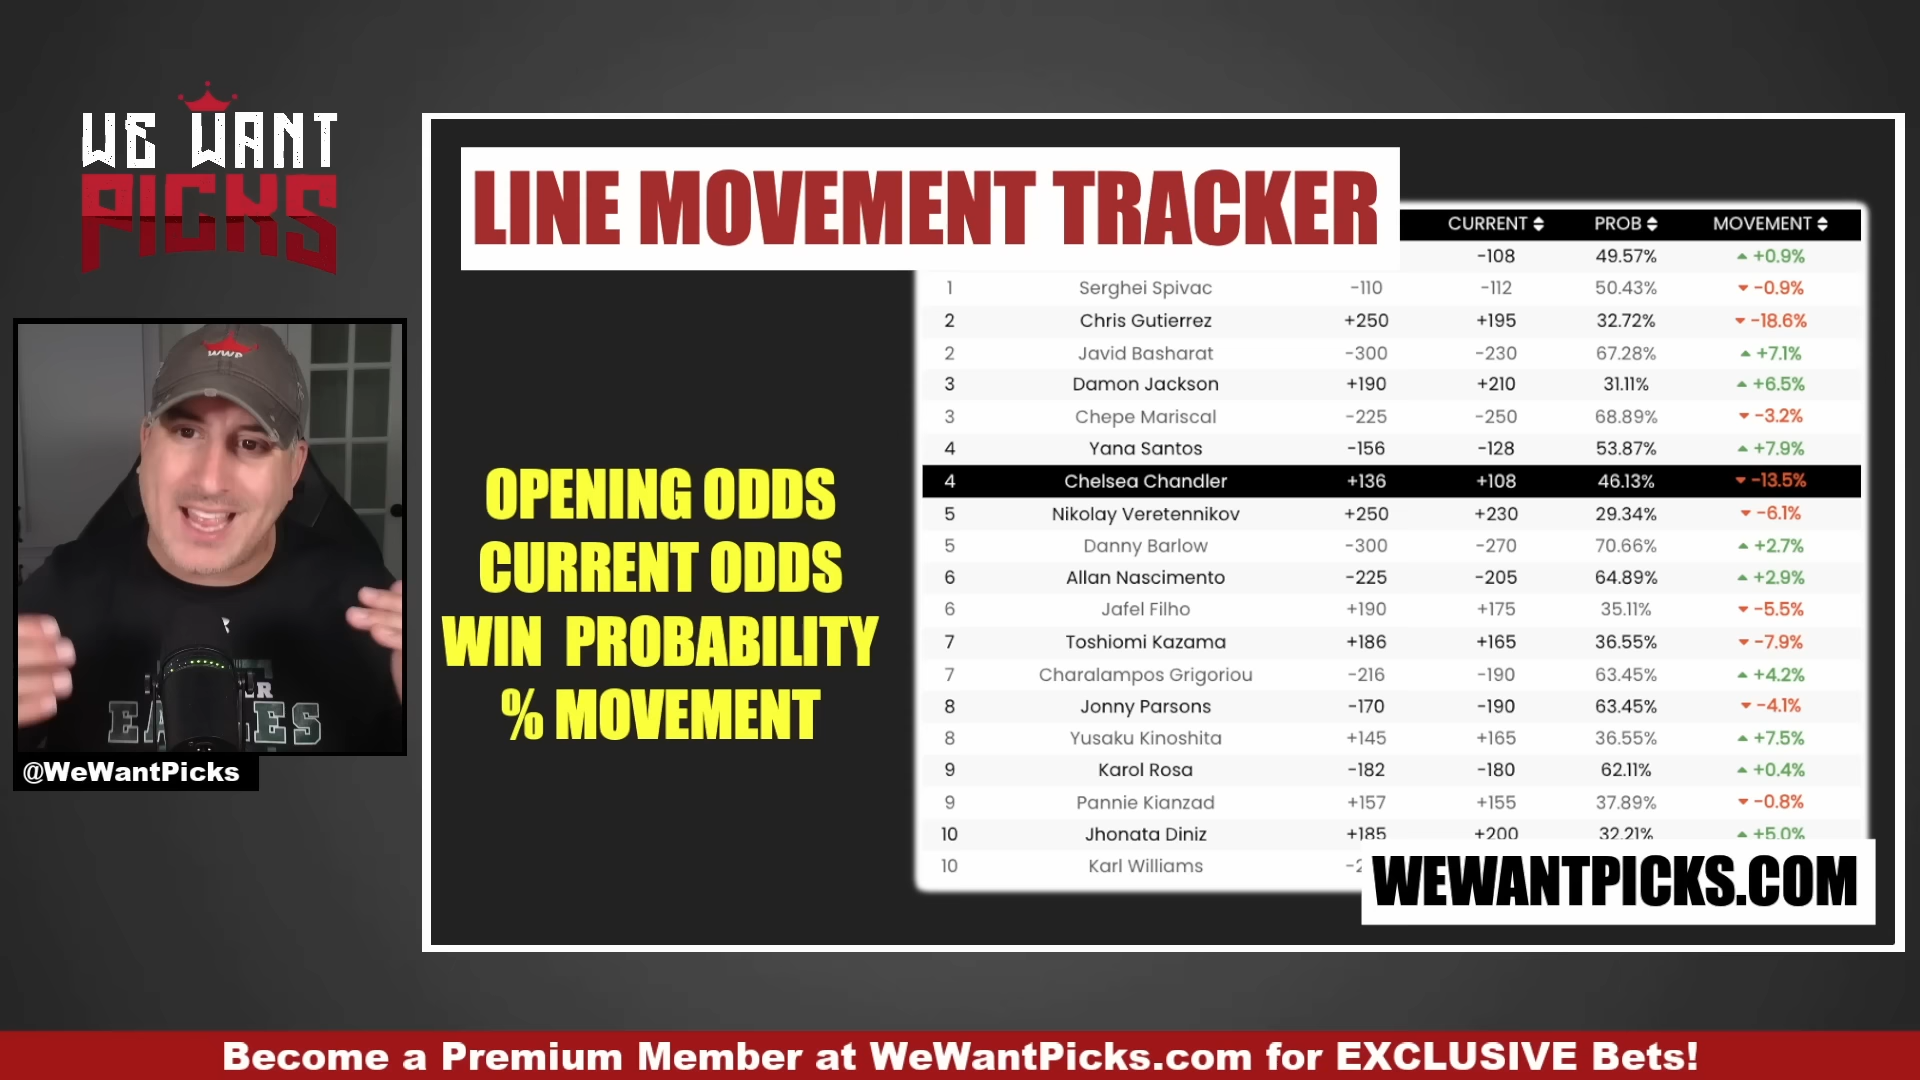 WE WANT
PICKS
LINE MOVEMENT TRACKER
CURRENT PROB MOVEMENT
-108 49.57% +0.9%
1 Serghei Spivac -110 -112 50.43% -0.9%
2 Chris Gutierrez +250 +195 32.72% -18.6%
2 Javid Basharat -300 -230 67.28% +7.1%
3 Damon Jackson +190 +210 31.11% +6.5%
3 Chepe Mariscal -225 -250 68.89% -3.2%
4 Yana Santos -156 -128 53.87% +7.9%
4 Chelsea Chandler +136 +108 46.13% -13.5%
5 Nikolay Veretennikov +250 +230 29.34% -6.1%
5 Danny Barlow -300 -270 70.66% +2.7%
6 Allan Nascimento -225 -205 64.89% +2.9%
6 Jafel Filho +190 +175 35.11% -5.5%
7 Toshiomi Kazama +186 +165 36.55% -7.9%
7 Charalampos Grigoriou -216 -190 63.45% +4.2%
8 Jonny Parsons -170 -190 63.45% -4.1%
8 Yusaku Kinoshita +145 +165 36.55% +7.5%
9 Karol Rosa -182 -180 62.11% +0.4%
9 Pannie Kianzad +157 +155 37.89% -0.8%
10 Jhonata Diniz +185 +200 32.21% +5.0%
10 Karl Williams
OPENING ODDS
CURRENT ODDS
WIN PROBABILITY
% MOVEMENT
WWP
@WeWantPicks
WEWANTPICKS.COM
Become a Premium Member at WeWantPicks.com for EXCLUSIVE Bets!